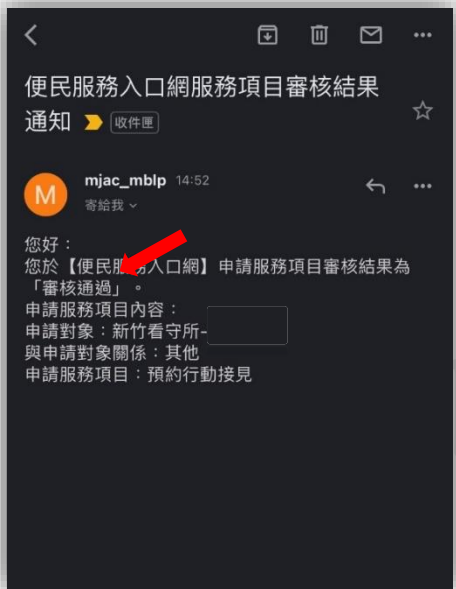 便民服務入口網服務項目審核結果
通知 收件匣
M
mjac_mblp 14:52
寄給我
您好：
您於【便民服務入口網】申請服務項目審核結果為
「審核通過」。
申請服務項目內容：
申請對象：新竹看守所-
與申請對象關係：其他
申請服務項目：預約行動接見